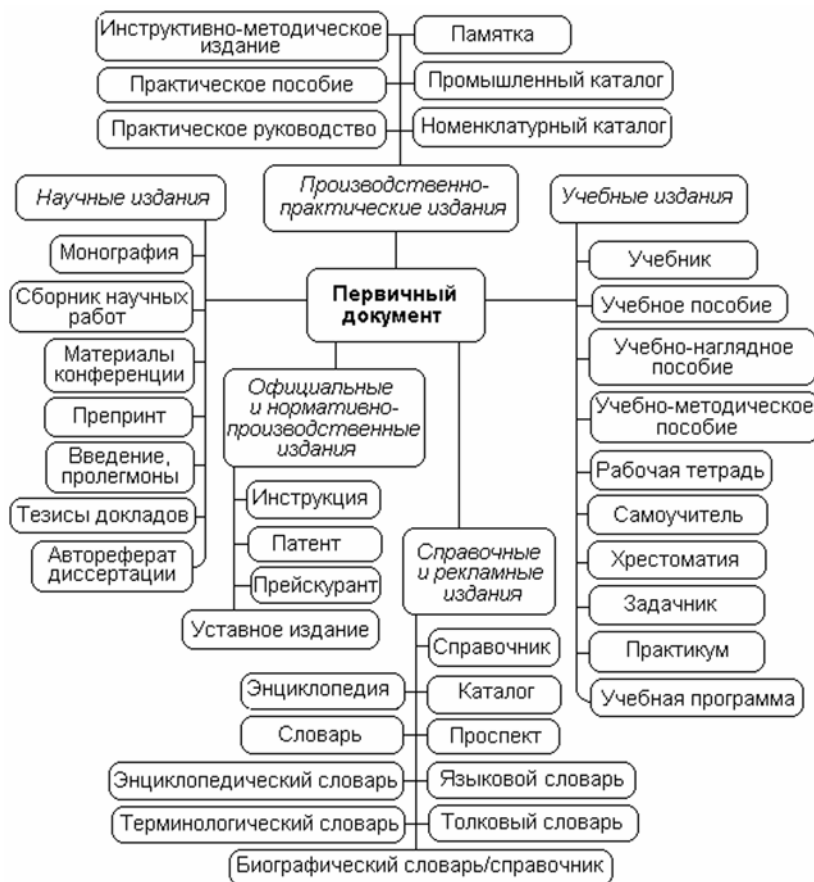 Инструктивно-методическое
издание
Памятка
Практическое пособие
Промышленный каталог
Практическое руководство
Номенклатурный каталог
Производственно-
практические издания
Научные издания
Монография
Сборник научных
работ
Материалы
конференции
Препринт
Введение,
пролегмоны
Тезисы докладов
Автореферат
диссертации
Первичный
документ
Учебные издания
Учебник
Учебное пособие
Учебно-наглядное
пособие
Учебно-методическое
пособие
Рабочая тетрадь
Самоучитель
Хрестоматия
Задачник
Практикум
Учебная программа
Официальные
и нормативно-
производственные
издания
Инструкция
Патент
Прейскурант
Уставное издание
Справочные
и рекламные
издания
Справочник
Энциклопедия
Каталог
Словарь
Проспект
Энциклопедический словарь
Языковой словарь
Терминологический словарь
Толковый словарь
Биографический словарь/справочник